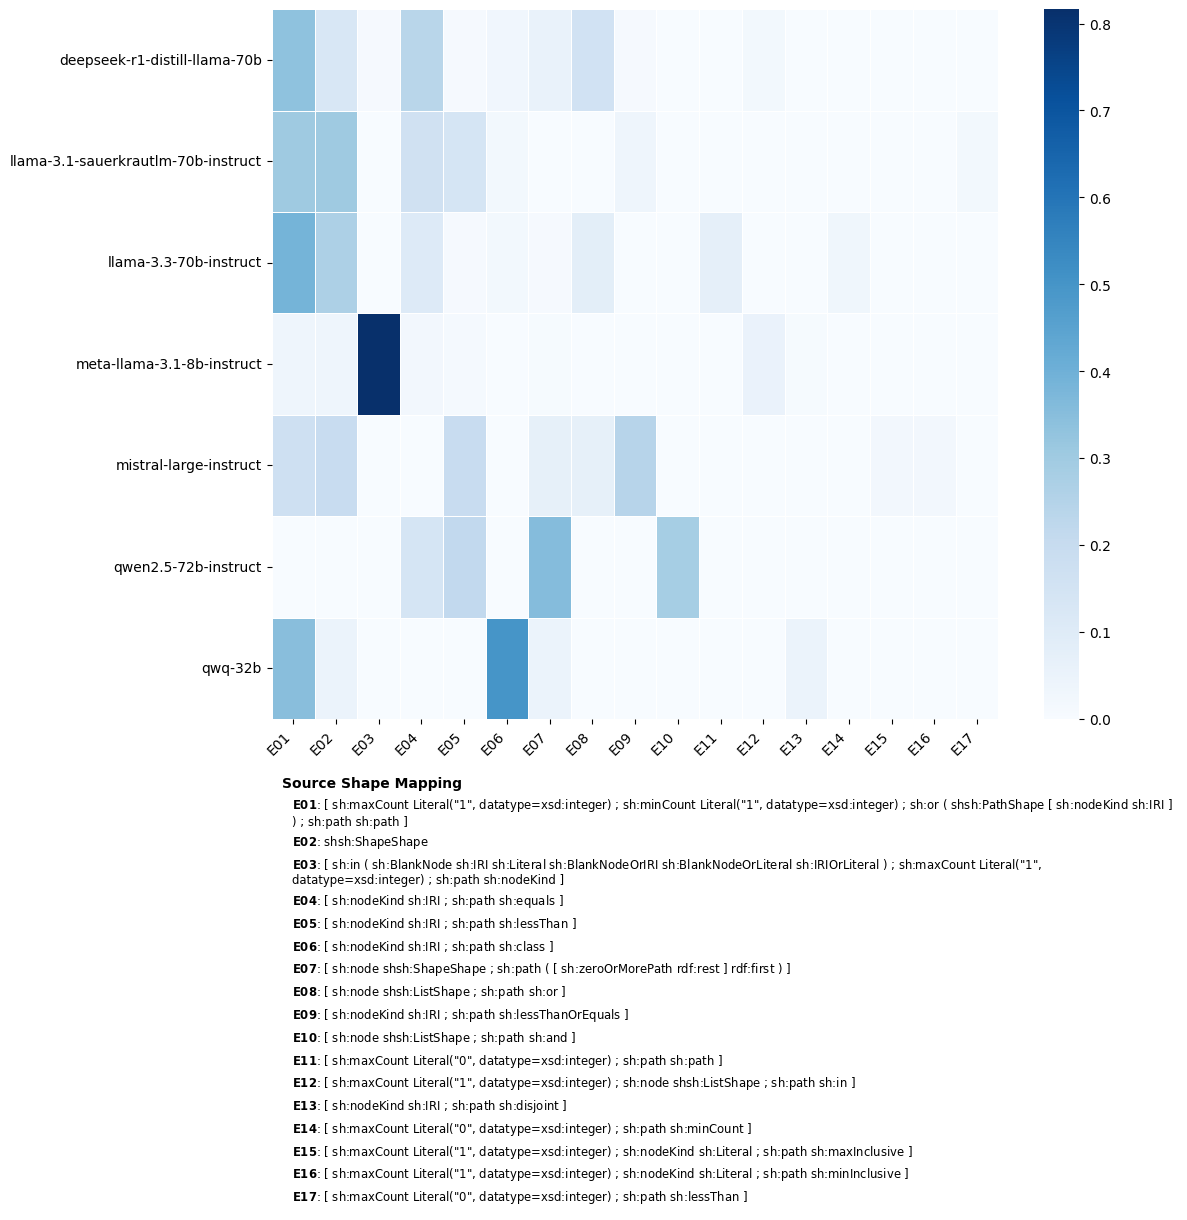 deepseek-r1-distill-llama-70b
llama-3.1-sauerkrautlm-70b-instruct
llama-3.3-70b-instruct
meta-llama-3.1-8b-instruct
mistral-large-instruct
qwen2.5-72b-instruct
qwq-32b
0.8
0.7
0.6
0.5
0.4
0.3
0.2
0.1
0.0
E01 E02 E03 E04 E05 E06 E07 E08 E09 E10 E11 E12 E13 E14 E15 E16 E17
Source Shape Mapping
E01: [ sh:maxCount Literal("1", datatype=xsd:integer) ; sh:minCount Literal("1", datatype=xsd:integer) ; sh:or ( shsh:PathShape [ sh:nodeKind sh:IRI ]
) ; sh:path sh:path ]
E02: shsh:ShapeShape
E03: [ sh:in ( sh:BlankNode sh:IRI sh:Literal sh:BlankNodeOrIRI sh:BlankNodeOrLiteral sh:IRIOrLiteral ) ; sh:maxCount Literal("1",
datatype=xsd:integer) ; sh:path sh:nodeKind ]
E04: [ sh:nodeKind sh:IRI ; sh:path sh:equals ]
E05: [ sh:nodeKind sh:IRI ; sh:path sh:lessThan ]
E06: [ sh:nodeKind sh:IRI ; sh:path sh:class ]
E07: [ sh:node shsh:ShapeShape ; sh:path ( [ sh:zeroOrMorePath rdf:rest ] rdf:first ) ]
E08: [ sh:node shsh:ListShape ; sh:path sh:or ]
E09: [ sh:nodeKind sh:IRI ; sh:path sh:lessThanOrEquals ]
E10: [ sh:node shsh:ListShape ; sh:path sh:and ]
E11: [ sh:maxCount Literal("0", datatype=xsd:integer) ; sh:path sh:path ]
E12: [ sh:maxCount Literal("1", datatype=xsd:integer) ; sh:node shsh:ListShape ; sh:path sh:in ]
E13: [ sh:nodeKind sh:IRI ; sh:path sh:disjoint ]
E14: [ sh:maxCount Literal("0", datatype=xsd:integer) ; sh:path sh:minCount ]
E15: [ sh:maxCount Literal("1", datatype=xsd:integer) ; sh:nodeKind sh:Literal ; sh:path sh:maxInclusive ]
E16: [ sh:maxCount Literal("1", datatype=xsd:integer) ; sh:nodeKind sh:Literal ; sh:path sh:minInclusive ]
E17: [ sh:maxCount Literal("0", datatype=xsd:integer) ; sh:path sh:lessThan ]